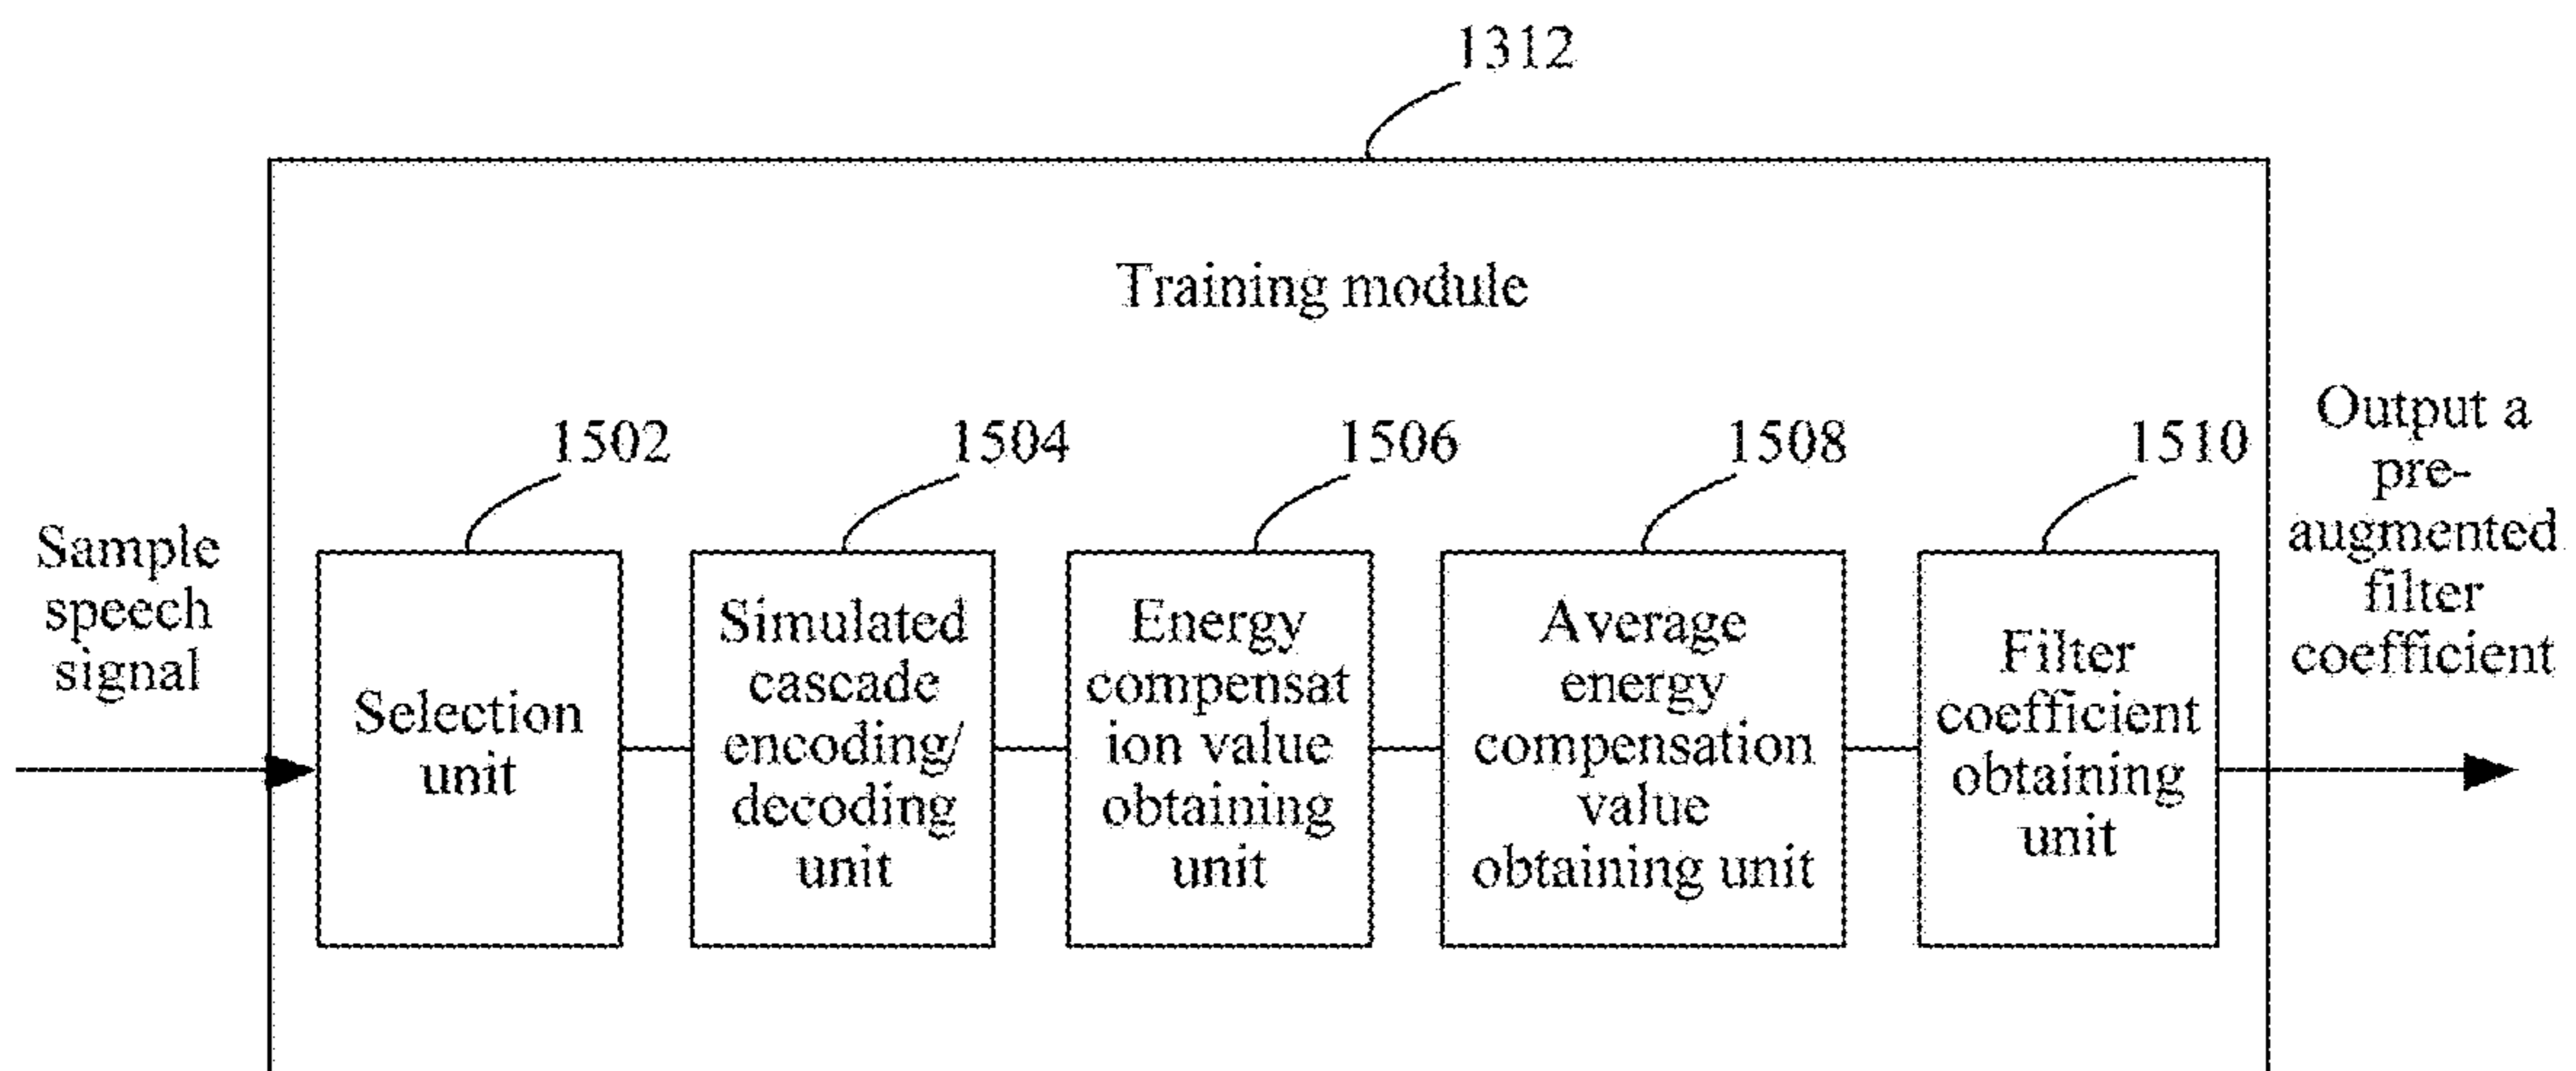 1312
Training module
1502
1504
1506
1508
1510
Sample
speech
signal
Selection
unit
Simulated
cascade
encoding/
decoding
unit
Energy
compensat
ion value
obtaining
unit
Average
energy
compensation
value
obtaining unit
Filter
coefficient
obtaining
unit
Output a
pre-
augmented
filter
coefficient